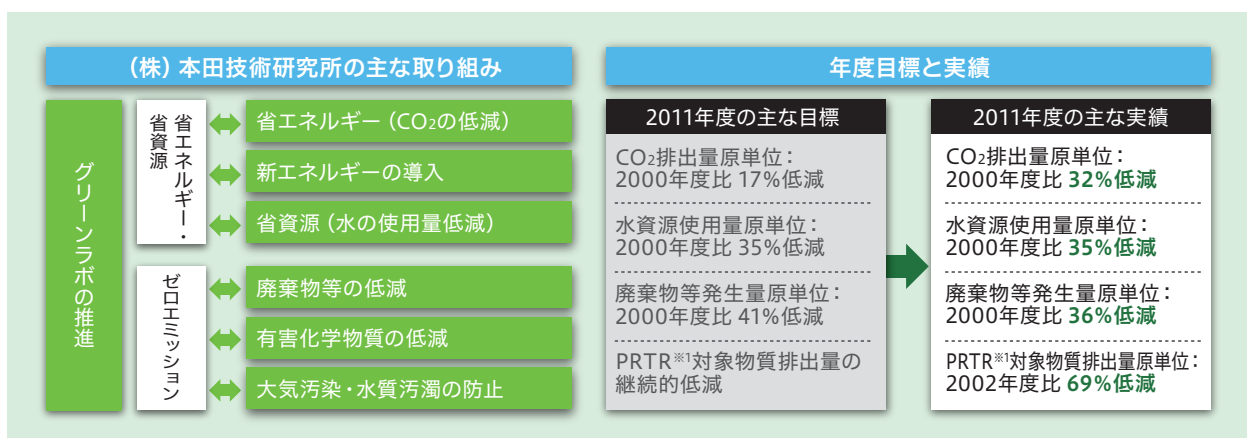 (株)本田技術研究所の主な取り組み
グリーンラボの推進
省エネルギー・
省資源
省エネルギー(CO₂の低減)
新エネルギーの導入
省資源(水の使用量低減)
ゼロエミッション
廃棄物等の低減
有害化学物質の低減
大気汚染・水質汚濁の防止
年度目標と実績
2011年度の主な目標
CO₂排出量原単位:
2000年度比 17%低減
水資源使用量原単位:
2000年度比 35%低減
廃棄物等発生量原単位:
2000年度比 41%低減
PRTR※1対象物質排出量の
継続的低減
2011年度の主な実績
CO₂排出量原単位:
2000年度比 32%低減
水資源使用量原単位:
2000年度比 35%低減
廃棄物等発生量原単位:
2000年度比 36%低減
PRTR※1対象物質排出量原単位:
2002年度比 69%低減